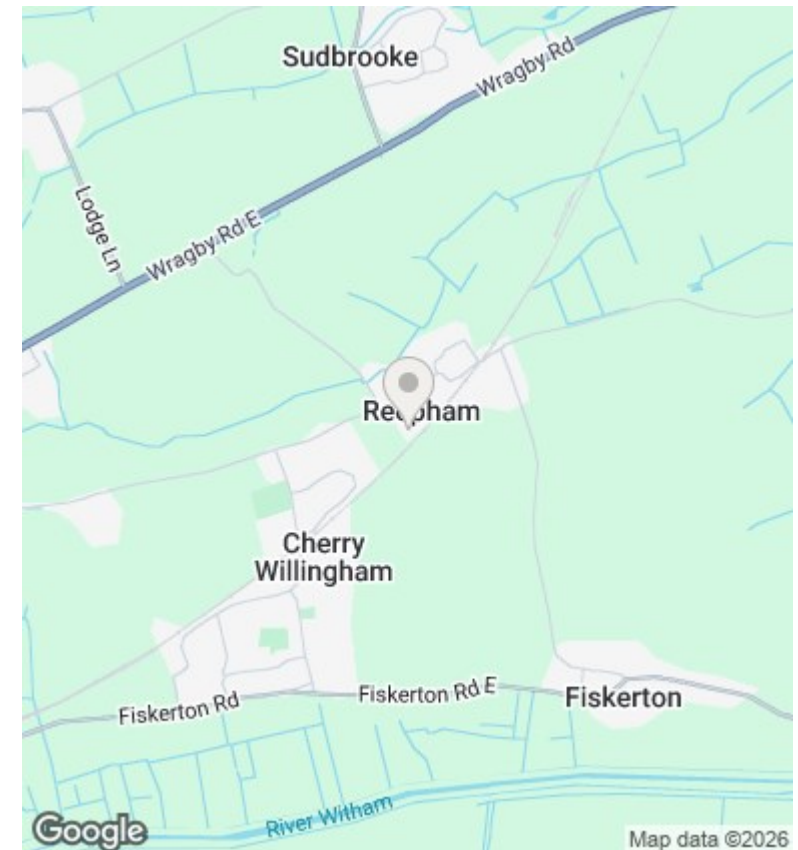 Sudbrooke
Wragby Rd
Lodge Ln
Wragby Rd E
Reepham
Cherry
Willingham
Fiskerton Rd
Fiskerton Rd E
Fiskerton
River Witham
Google
Map data ©2026